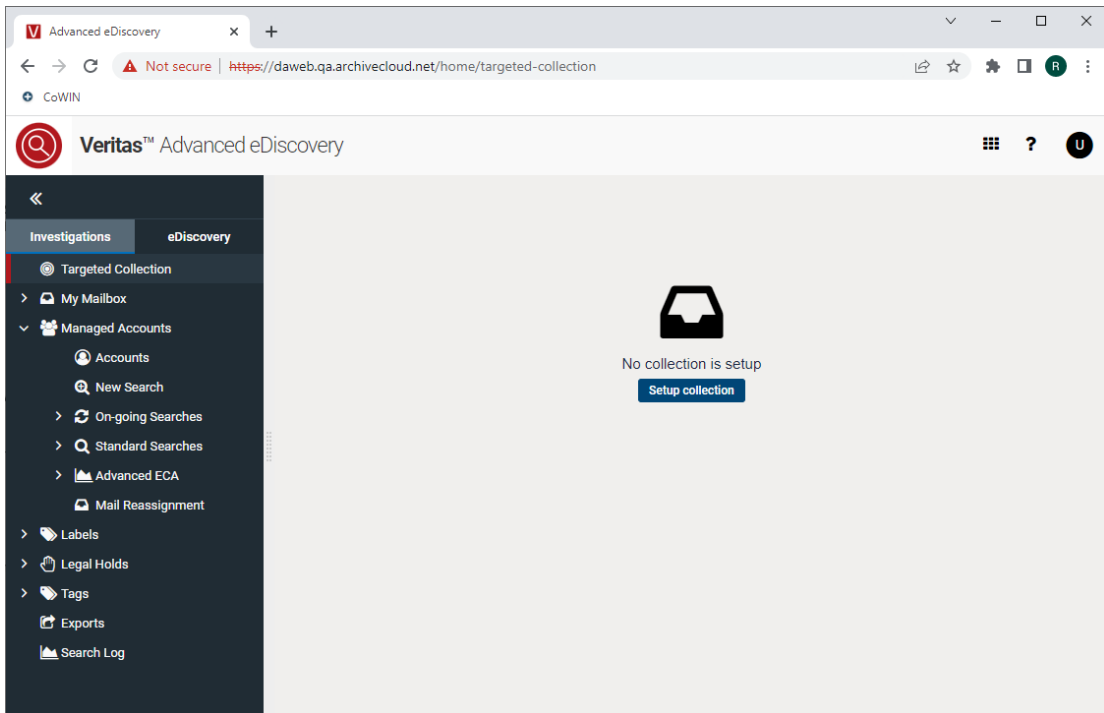 Advanced eDiscovery
Not secure | https://daweb.qa.archivecloud.net/home/targeted-collection
R
CoWIN
Veritas™ Advanced eDiscovery
?
U
Investigations
eDiscovery
Targeted Collection
My Mailbox
Managed Accounts
Accounts
New Search
On-going Searches
Standard Searches
Advanced ECA
Mail Reassignment
Labels
Legal Holds
Tags
Exports
Search Log
No collection is setup
Setup collection